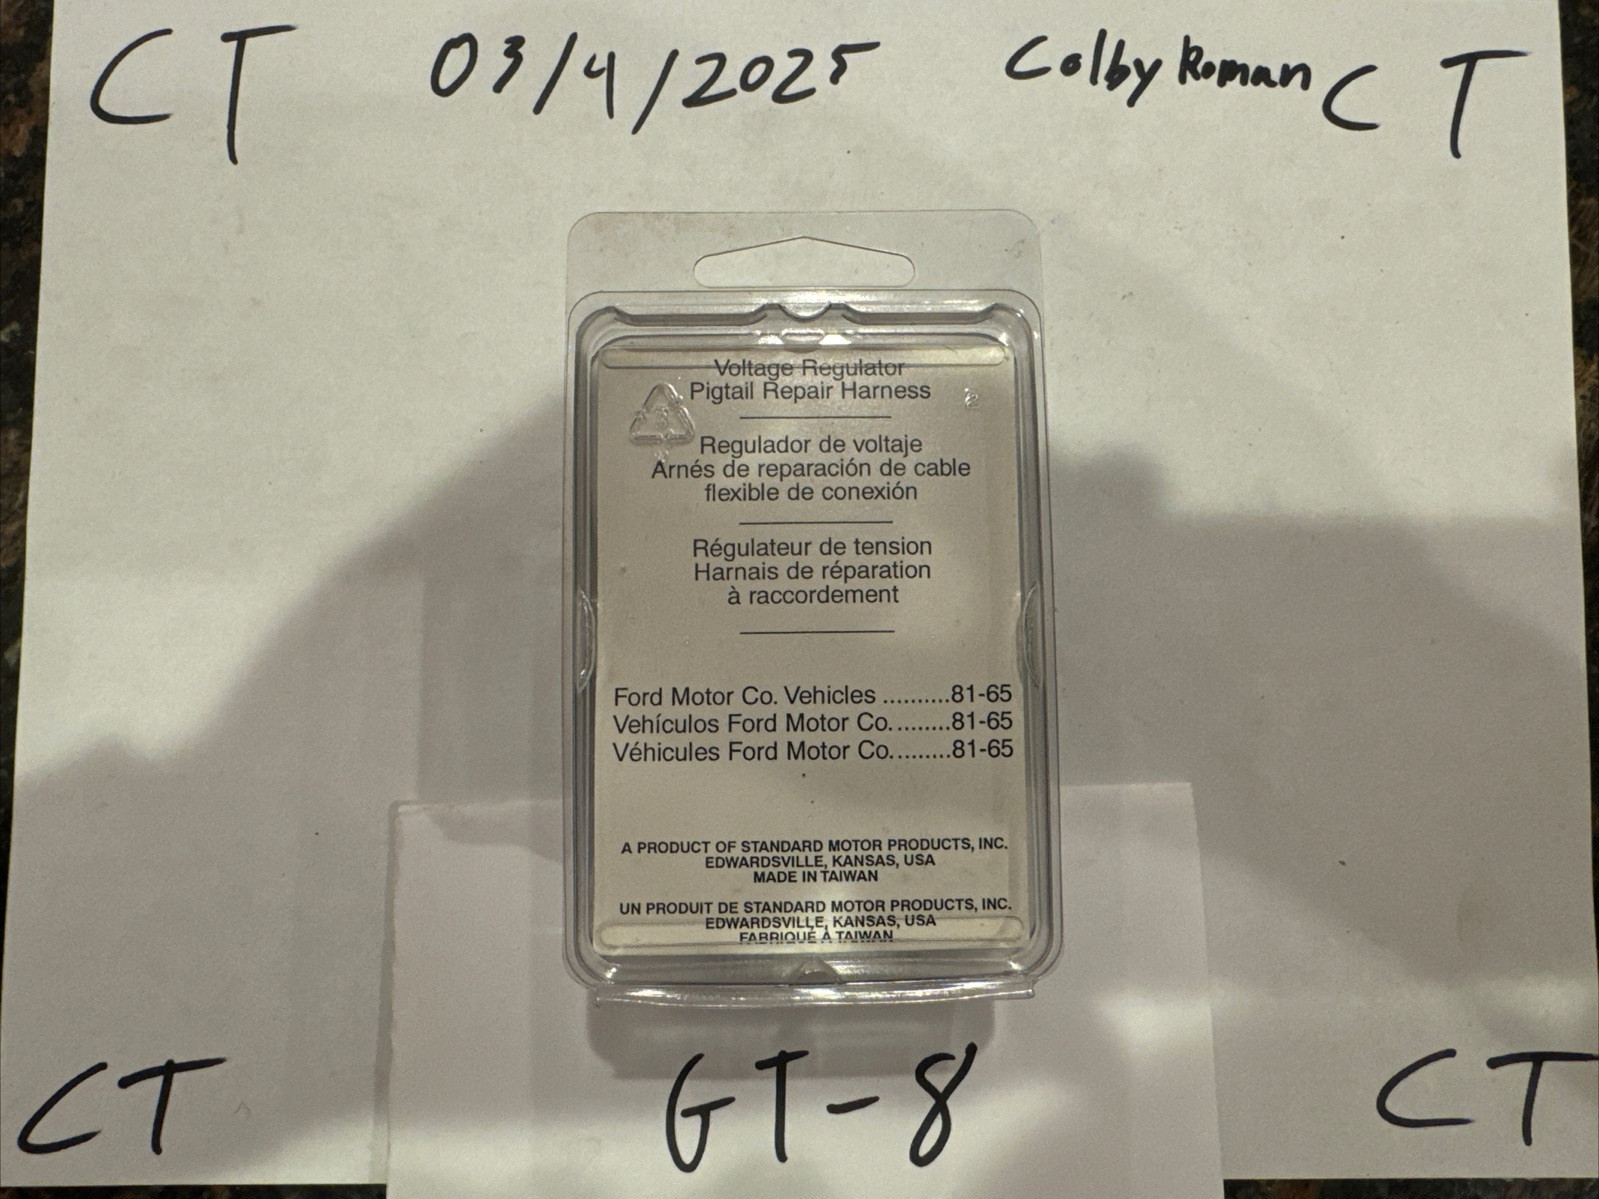 CT 03/4/2025 Colby Roman CT
Voltage Regulator
Pigtail Repair Harness
2
3
Regulador de voltaje
Arnés de reparación de cable
flexible de conexión
Régulateur de tension
Harnais de réparation
à raccordement
Ford Motor Co. Vehicles ..........81-65
Vehículos Ford Motor Co.........81-65
Véhicules Ford Motor Co.........81-65
A PRODUCT OF STANDARD MOTOR PRODUCTS, INC.
EDWARDSVILLE, KANSAS, USA
MADE IN TAIWAN
UN PRODUIT DE STANDARD MOTOR PRODUCTS, INC.
EDWARDSVILLE, KANSAS, USA
FABRIQUÉ À TAIWAN
CT GT-8 CT